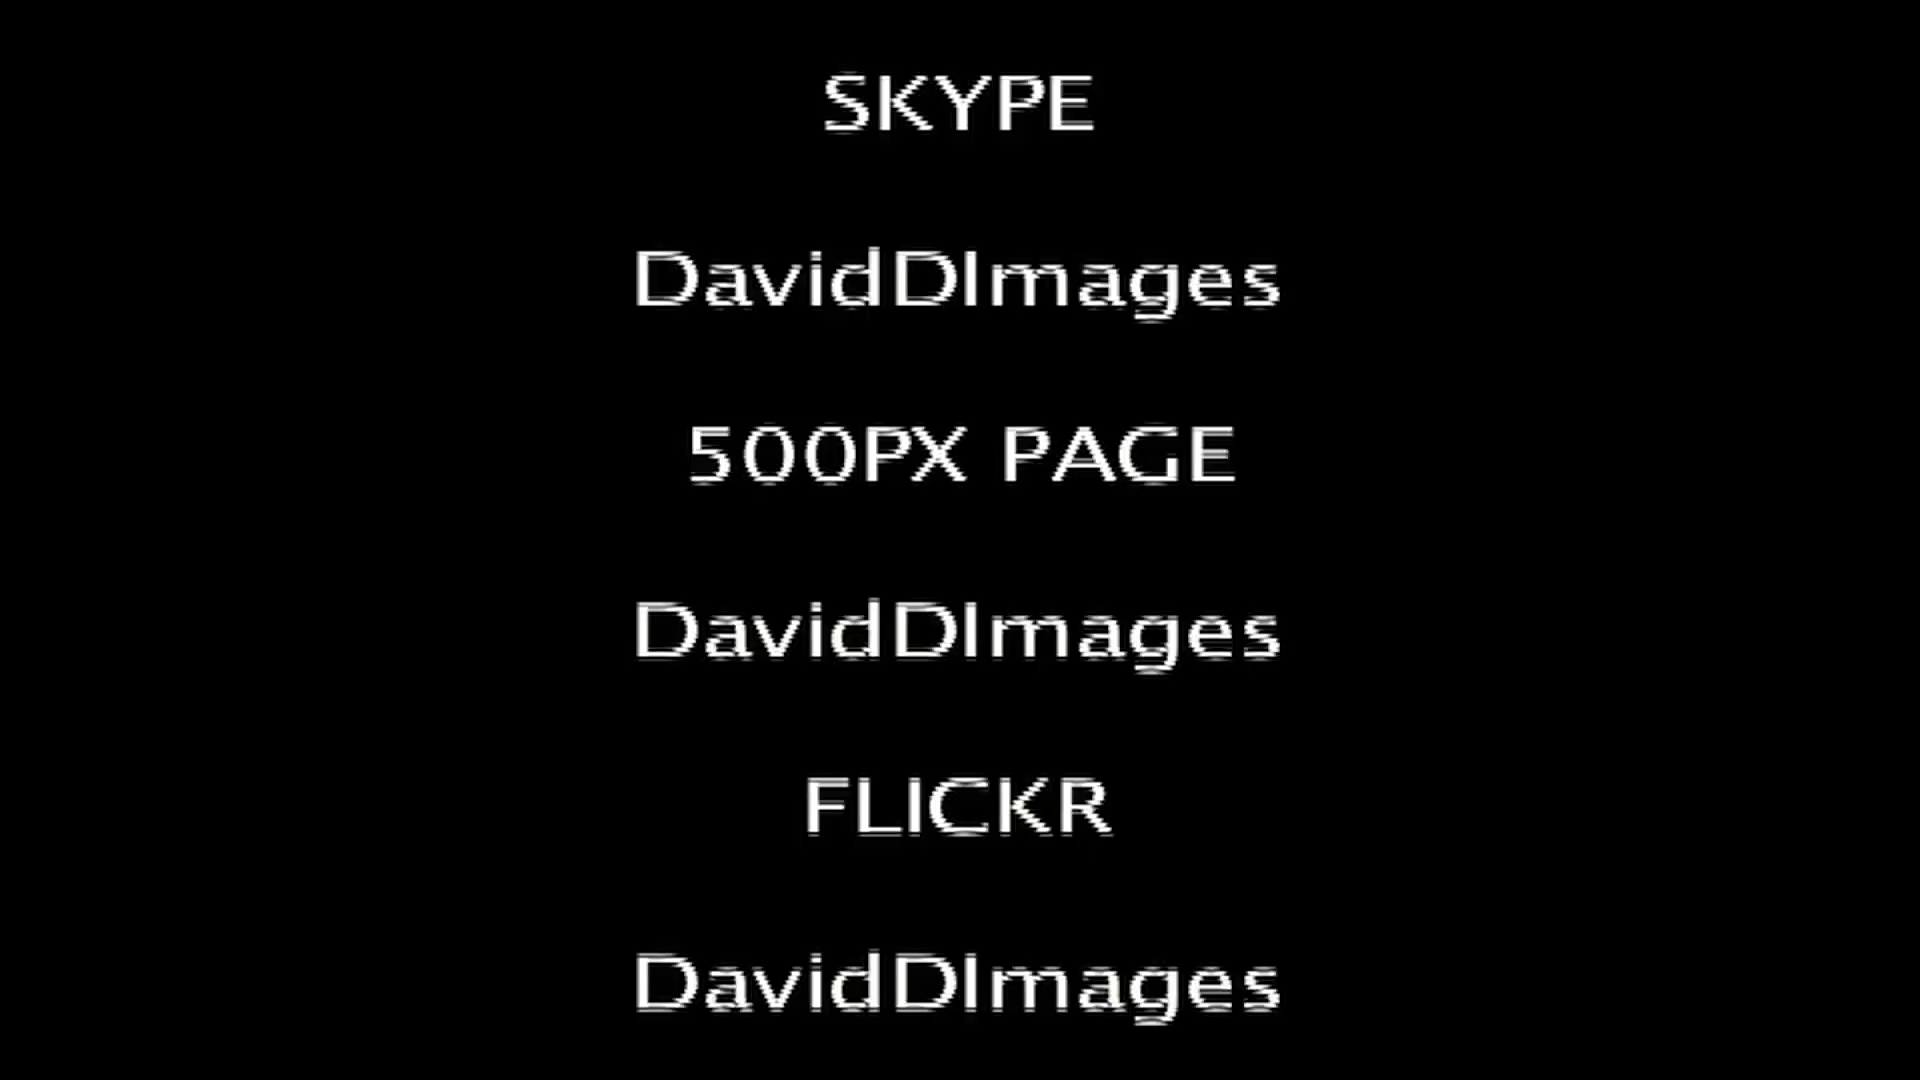 SKYPE
DavidDImages
500PX PAGE
DavidDImages
FLICKR
DavidDImages